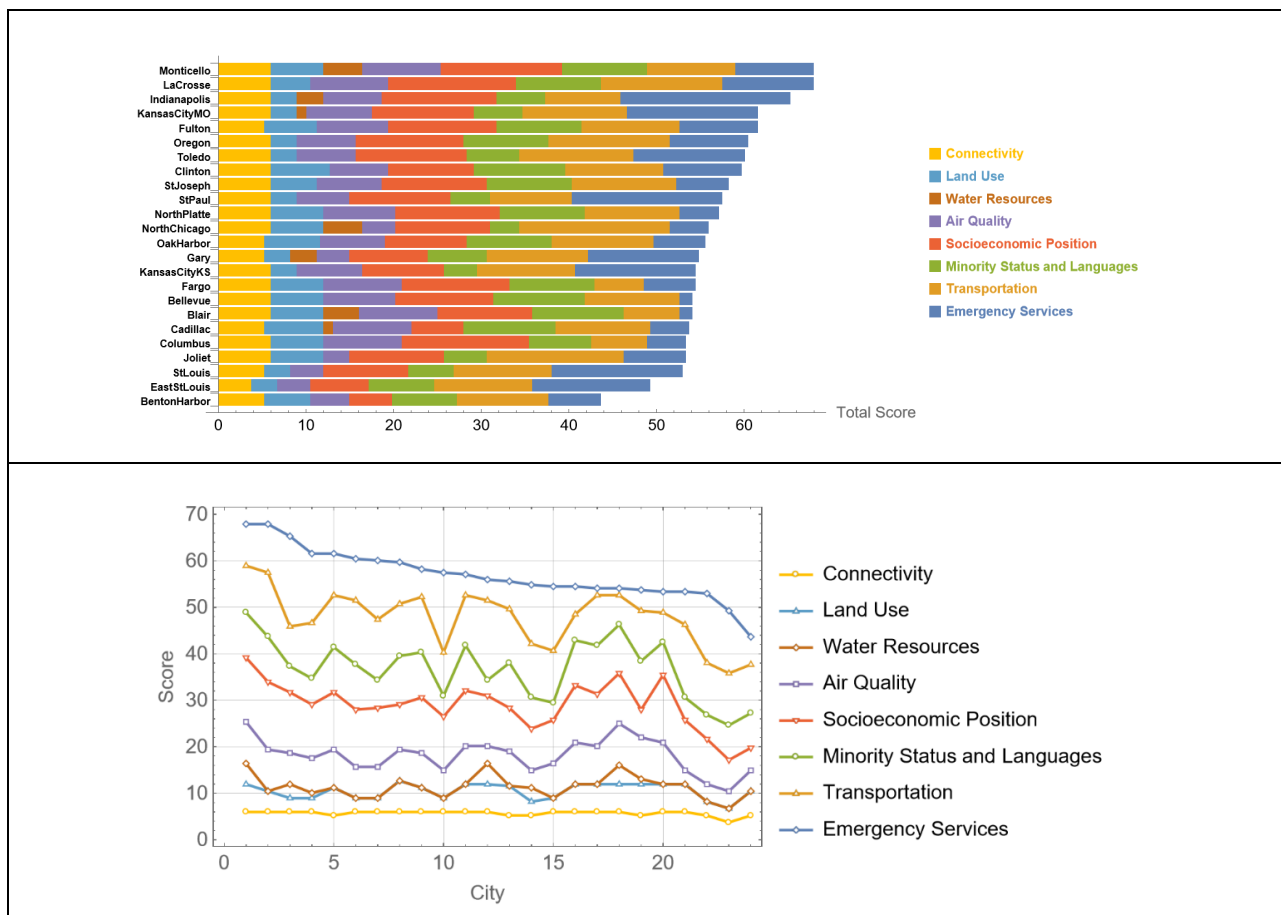 Monticello
LaCrosse
Indianapolis
KansasCityMO
Fulton
Oregon
Toledo
Clinton
StJoseph
StPaul
NorthPlatte
NorthChicago
OakHarbor
Gary
KansasCityKS
Fargo
Bellevue
Blair
Cadillac
Columbus
Joliet
StLouis
EastStLouis
BentonHarbor
0 10 20 30 40 50 60
Total Score
Connectivity
Land Use
Water Resources
Air Quality
Socioeconomic Position
Minority Status and Languages
Transportation
Emergency Services
70
60
50
40
30
20
10
0
Score
0 5 10 15 20
City
Connectivity
Land Use
Water Resources
Air Quality
Socioeconomic Position
Minority Status and Languages
Transportation
Emergency Services